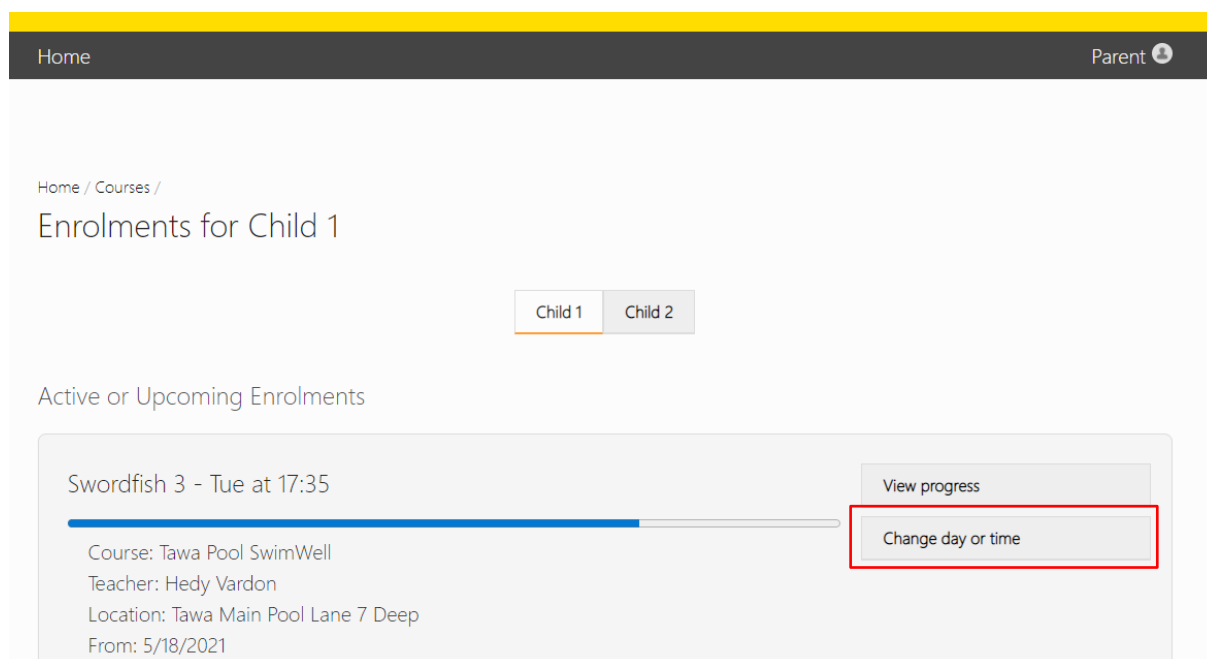 Home
Parent
Home / Courses /
Enrolments for Child 1
Child 1
Child 2
Active or Upcoming Enrolments
Swordfish 3 - Tue at 17:35
View progress
Change day or time
Course: Tawa Pool SwimWell
Teacher: Hedy Vardon
Location: Tawa Main Pool Lane 7 Deep
From: 5/18/2021